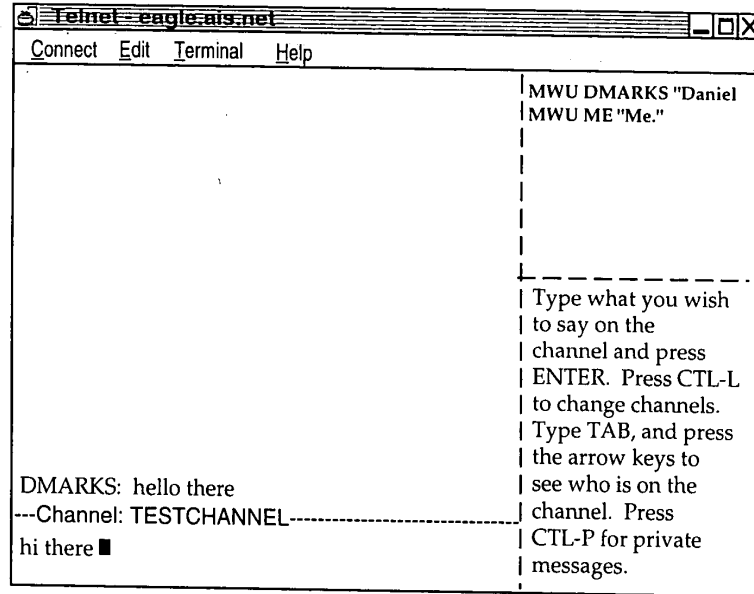 Telnet - eagle.ais.net
Connect Edit Terminal Help
MWU DMARKS "Daniel
MWU ME "Me."
Type what you wish
to say on the
channel and press
ENTER. Press CTL-L
to change channels.
Type TAB, and press
the arrow keys to
see who is on the
channel. Press
CTL-P for private
messages.
DMARKS: hello there
---Channel: TESTCHANNEL---
hi there